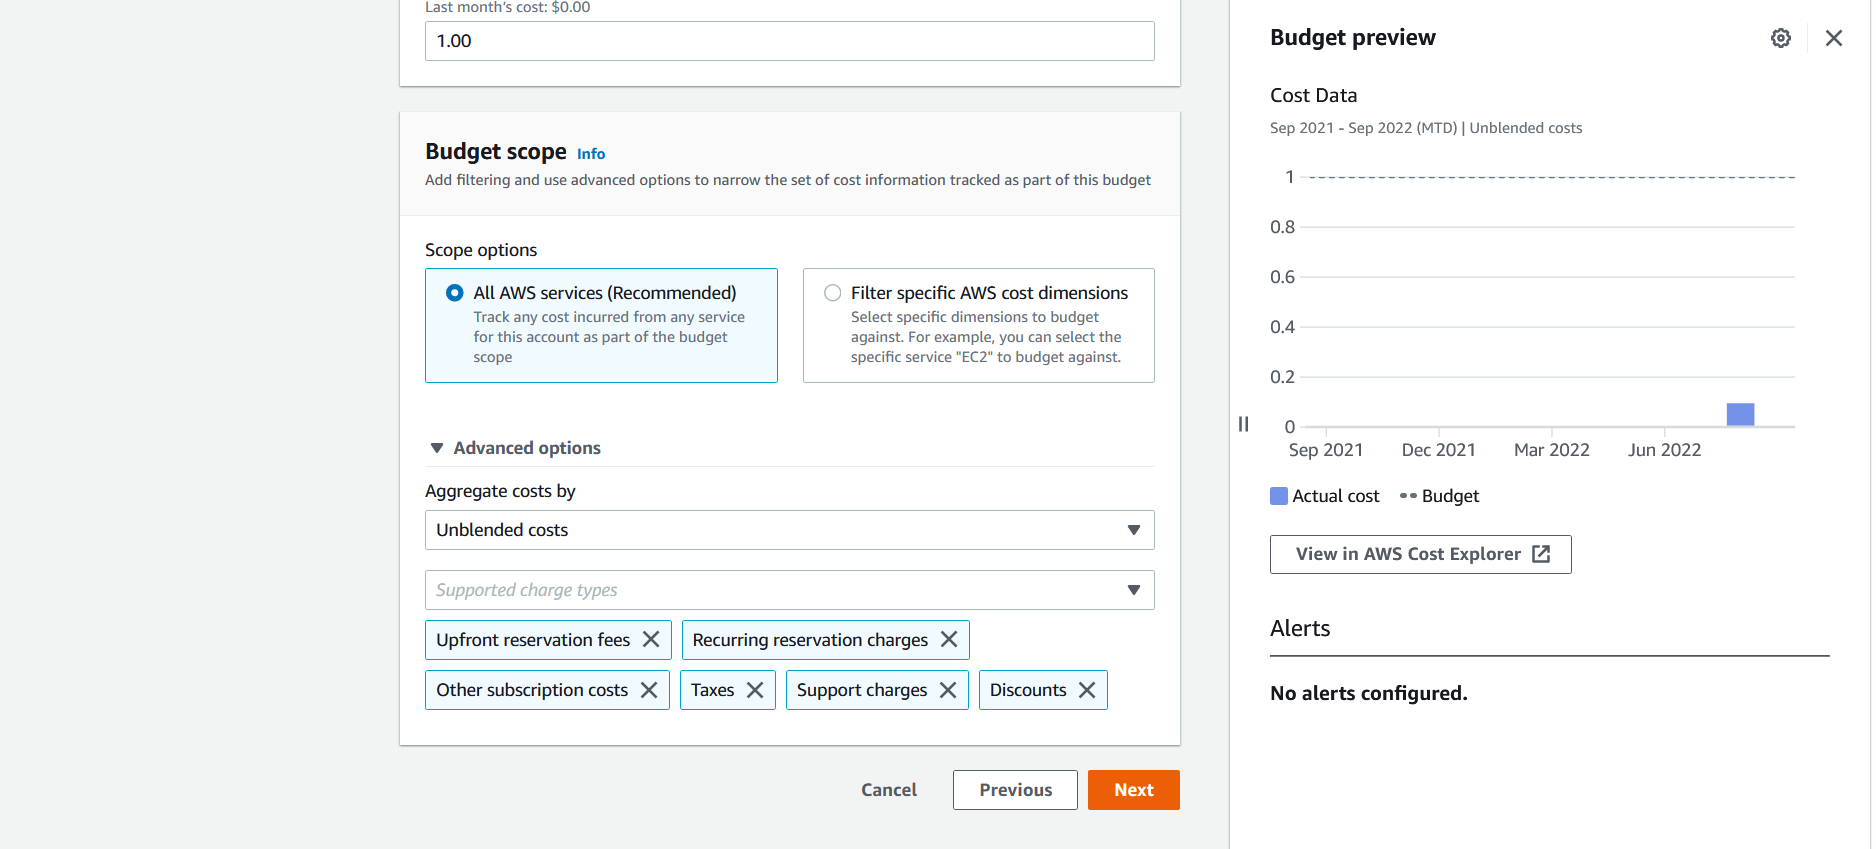 Last month's cost: $0.00
1.00
Budget scope Info
Add filtering and use advanced options to narrow the set of cost information tracked as part of this budget
Scope options
All AWS services (Recommended)
Track any cost incurred from any service
for this account as part of the budget
scope
Filter specific AWS cost dimensions
Select specific dimensions to budget
against. For example, you can select the
specific service "EC2" to budget against.
Advanced options
Aggregate costs by
Unblended costs
Supported charge types
Upfront reservation fees
Recurring reservation charges
Other subscription costs
Taxes
Support charges
Discounts
Cancel
Previous
Next
Budget preview
Cost Data
Sep 2021 - Sep 2022 (MTD) | Unblended costs
1
0.8
0.6
0.4
0.2
0
Sep 2021 Dec 2021 Mar 2022 Jun 2022
Actual cost Budget
View in AWS Cost Explorer
Alerts
No alerts configured.